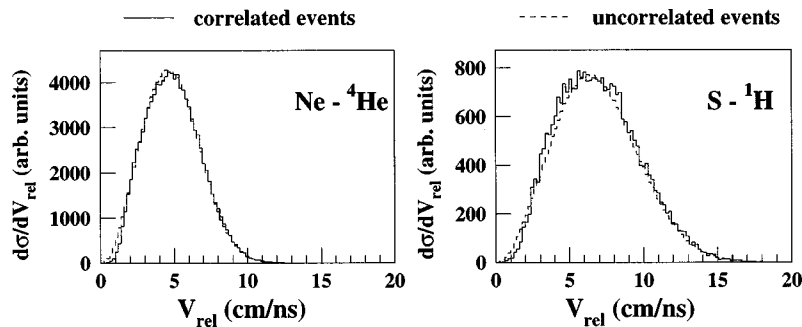 correlated events
uncorrelated events
dσ/dV_rel (arb. units)
4000
3000
2000
1000
0
Ne - ⁴He
0 5 10 15 20
V_rel (cm/ns)
dσ/dV_rel (arb. units)
800
600
400
200
0
S - ¹H
0 5 10 15 20
V_rel (cm/ns)